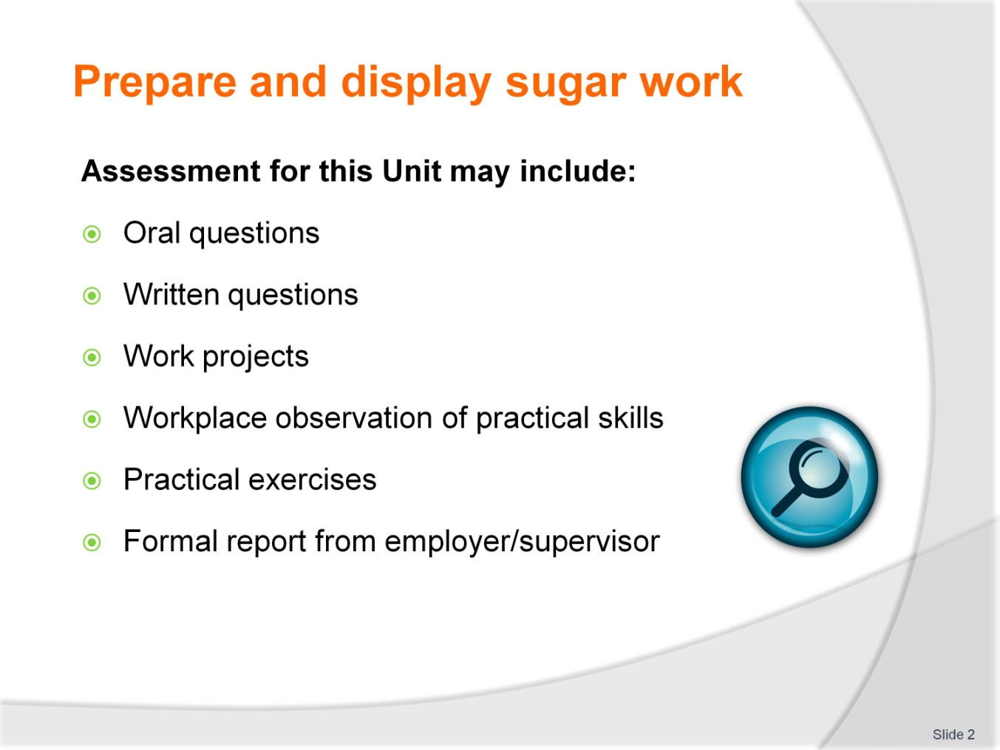 Prepare and display sugar work
Assessment for this Unit may include:
Oral questions
Written questions
Work projects
Workplace observation of practical skills
Practical exercises
Formal report from employer/supervisor
Slide 2